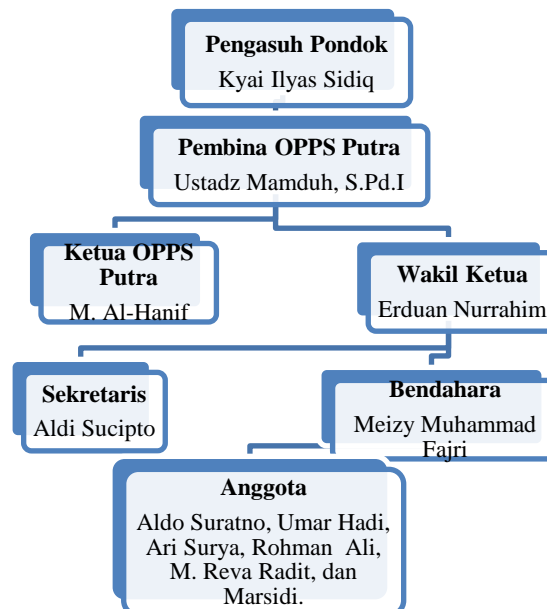 Pengasuh Pondok
Kyai Ilyas Sidiq
Pembina OPPS Putra
Ustadz Mamduh, S.Pd.I
Ketua OPPS
Putra
M. Al-Hanif
Wakil Ketua
Erduan Nurrahim
Sekretaris
Aldi Sucipto
Bendahara
Meizy Muhammad
Fajri
Anggota
Aldo Suratno, Umar Hadi,
Ari Surya, Rohman Ali,
M. Reva Radit, dan
Marsidi.